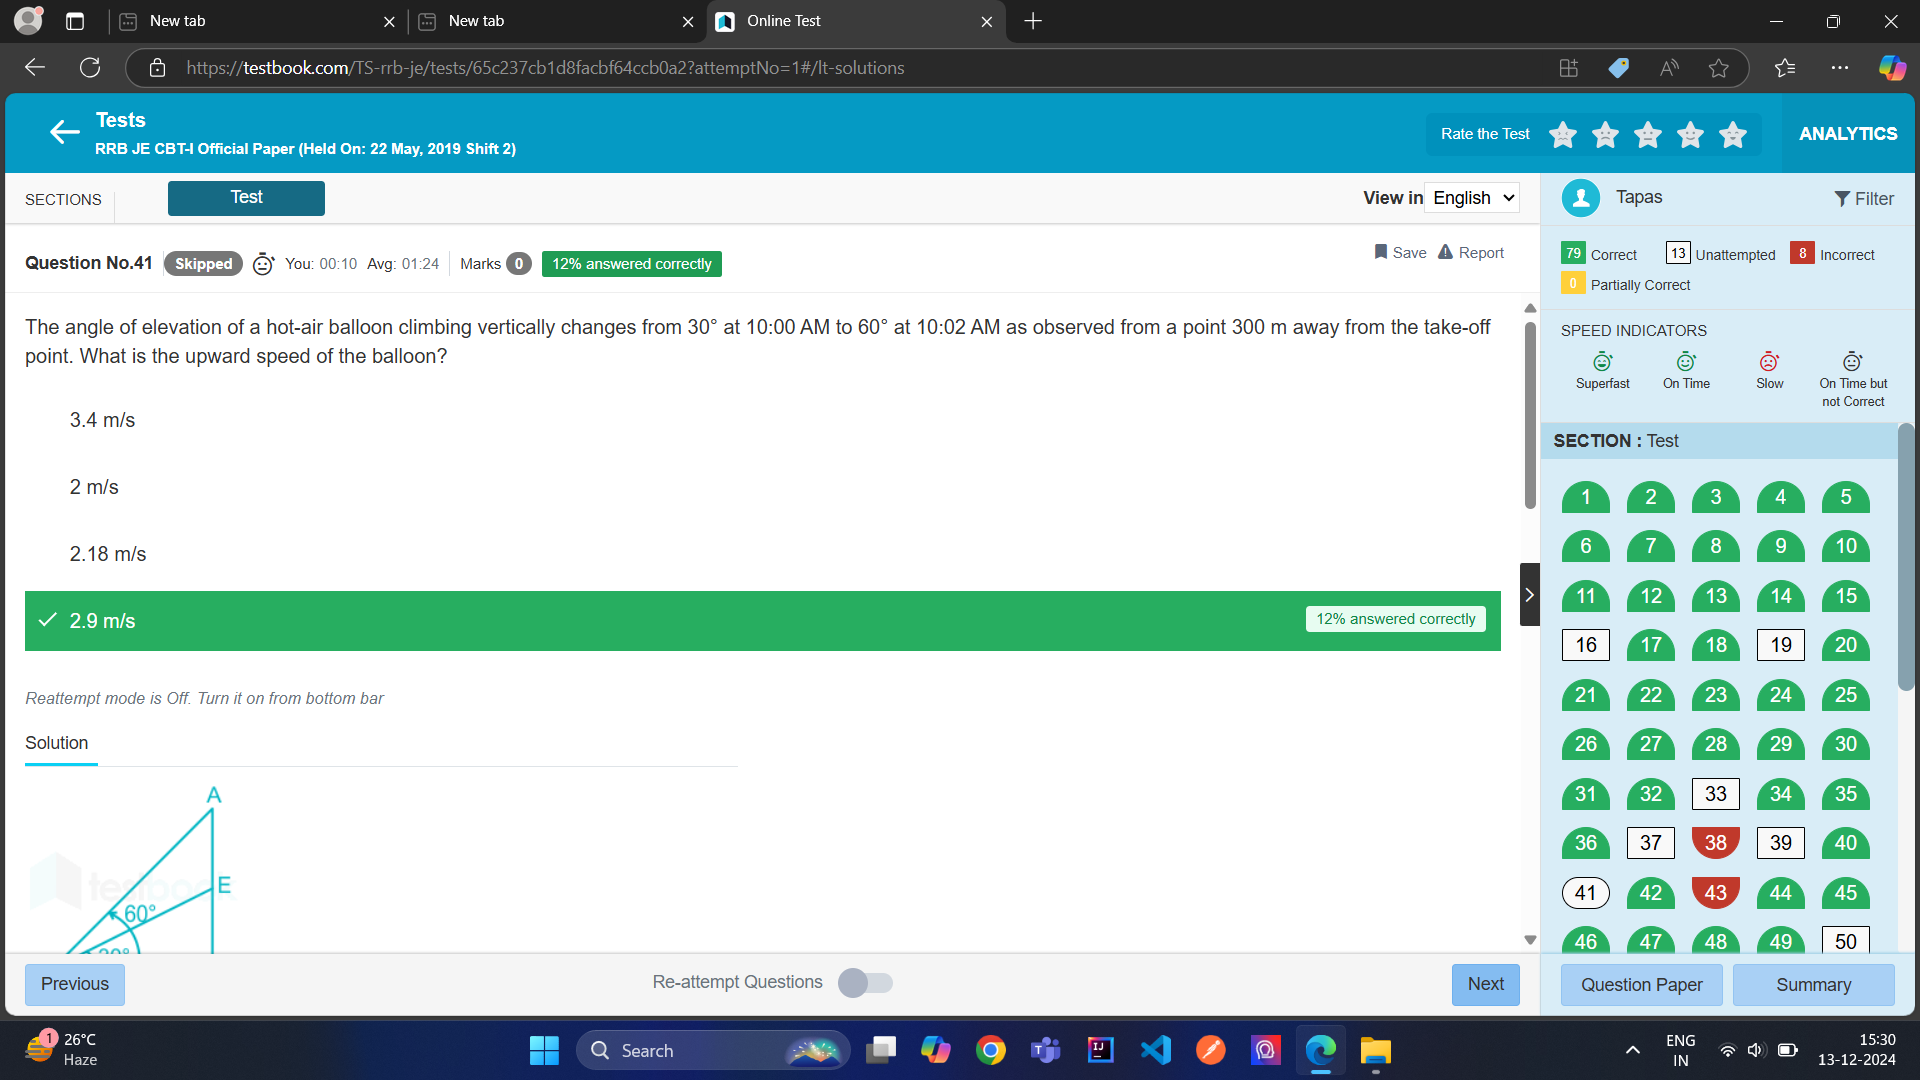 New tab
New tab
Online Test
https://testbook.com/TS-rrb-je/tests/65c237cb1d8facbf64ccb0a2?attemptNo=1#/lt-solutions
Tests
RRB JE CBT-I Official Paper (Held On: 22 May, 2019 Shift 2)
Rate the Test
ANALYTICS
SECTIONS
Test
View in English
Tapas
Filter
Question No.41 Skipped You: 00:10 Avg: 01:24 Marks 0 12% answered correctly
Save Report
79 Correct 13 Unattempted 8 Incorrect
0 Partially Correct
The angle of elevation of a hot-air balloon climbing vertically changes from 30° at 10:00 AM to 60° at 10:02 AM as observed from a point 300 m away from the take-off
point. What is the upward speed of the balloon?
3.4 m/s
2 m/s
2.18 m/s
2.9 m/s 12% answered correctly
Reattempt mode is Off. Turn it on from bottom bar
Solution
A
E
60°
30°
testbook
SPEED INDICATORS
Superfast On Time Slow On Time but
not Correct
SECTION : Test
1 2 3 4 5
6 7 8 9 10
11 12 13 14 15
16 17 18 19 20
21 22 23 24 25
26 27 28 29 30
31 32 33 34 35
36 37 38 39 40
41 42 43 44 45
46 47 48 49 50
Previous
Re-attempt Questions
Next
Question Paper
Summary
1
26°C
Haze
Search
ENG
IN
15:30
13-12-2024